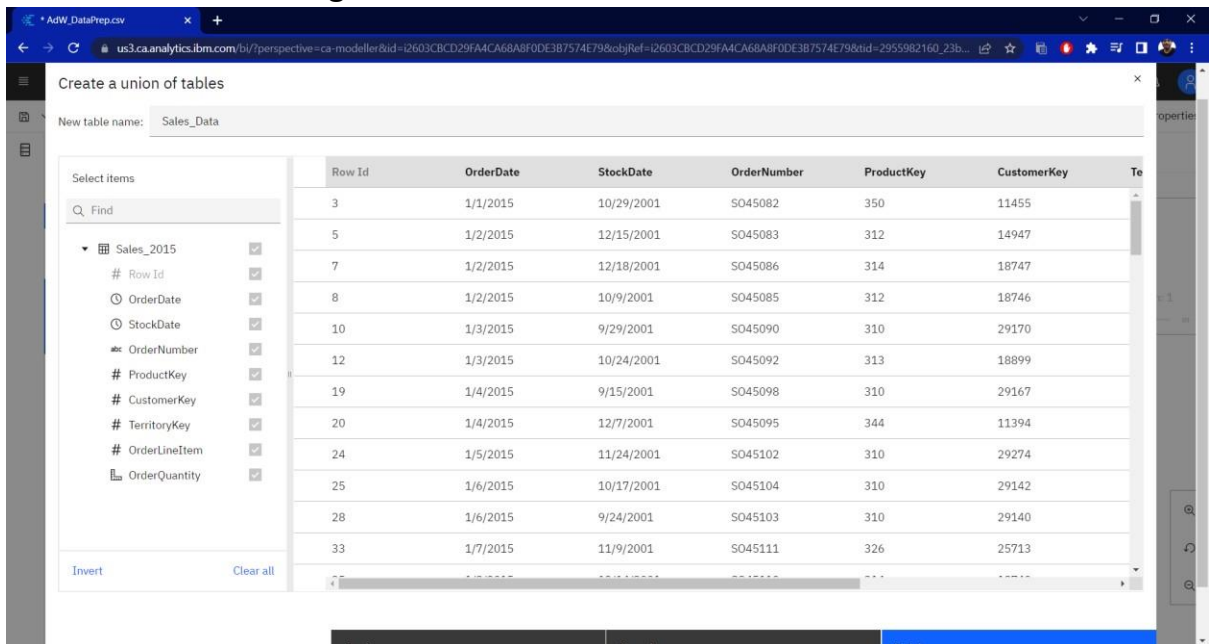 * AdW_DataPrep.csv
us3.ca.analytics.ibm.com/bi/?perspective=ca-modeller&id=i2603CBCD29FA4CA68A8F0DE3B7574E79&objRef=i2603CBCD29FA4CA68A8F0DE3B7574E79&tid=2955982160_23b...
Create a union of tables
New table name: Sales_Data
Select items
Find
Sales_2015
# Row Id
OrderDate
StockDate
abc OrderNumber
# ProductKey
# CustomerKey
# TerritoryKey
# OrderLineItem
OrderQuantity
Invert Clear all
Row Id OrderDate StockDate OrderNumber ProductKey CustomerKey Te
3 1/1/2015 10/29/2001 SO45082 350 11455
5 1/2/2015 12/15/2001 SO45083 312 14947
7 1/2/2015 12/18/2001 SO45086 314 18747
8 1/2/2015 10/9/2001 SO45085 312 18746
10 1/3/2015 9/29/2001 SO45090 310 29170
12 1/3/2015 10/24/2001 SO45092 313 18899
19 1/4/2015 9/15/2001 SO45098 310 29167
20 1/4/2015 12/7/2001 SO45095 344 11394
24 1/5/2015 11/24/2001 SO45102 310 29274
25 1/6/2015 10/17/2001 SO45104 310 29142
28 1/6/2015 9/24/2001 SO45103 310 29140
33 1/7/2015 11/9/2001 SO45111 326 25713
opertie